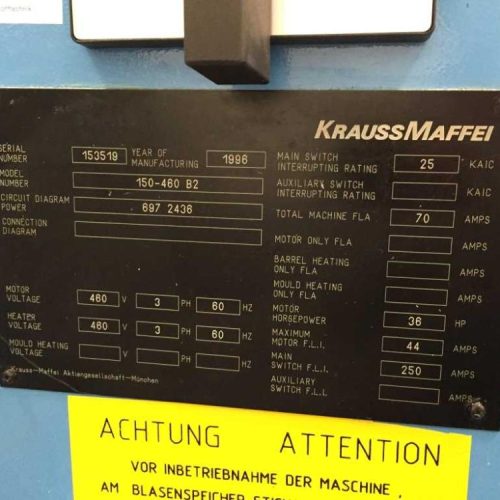 KRAUSSMAFFEI
SERIAL NUMBER 153519 YEAR OF MANUFACTURING 1996
MODEL NUMBER 150-460 B2
CIRCUIT DIAGRAM POWER 697 2436
CONNECTION DIAGRAM
MOTOR VOLTAGE 460 V 3 PH 60 HZ
HEATER VOLTAGE 460 V 3 PH 60 HZ
MOULD HEATING VOLTAGE V PH HZ
Krauss-Maffei Aktiengesellschaft-München
MAIN SWITCH INTERRUPTING RATING 25 KAIC
AUXILIARY SWITCH INTERRUPTING RATING KAIC
TOTAL MACHINE FLA 70 AMPS
MOTOR ONLY FLA AMPS
BARREL HEATING ONLY FLA AMPS
MOULD HEATING ONLY FLA AMPS
MOTOR HORSEPOWER 36 HP
MAXIMUM MOTOR F.L.I. 44 AMPS
MAIN SWITCH F.L.I. 250 AMPS
AUXILIARY SWITCH F.L.L AMPS
ACHTUNG ATTENTION
VOR INBETRIEBNAHME DER MASCHINE,
AM BLASENSPEICHER